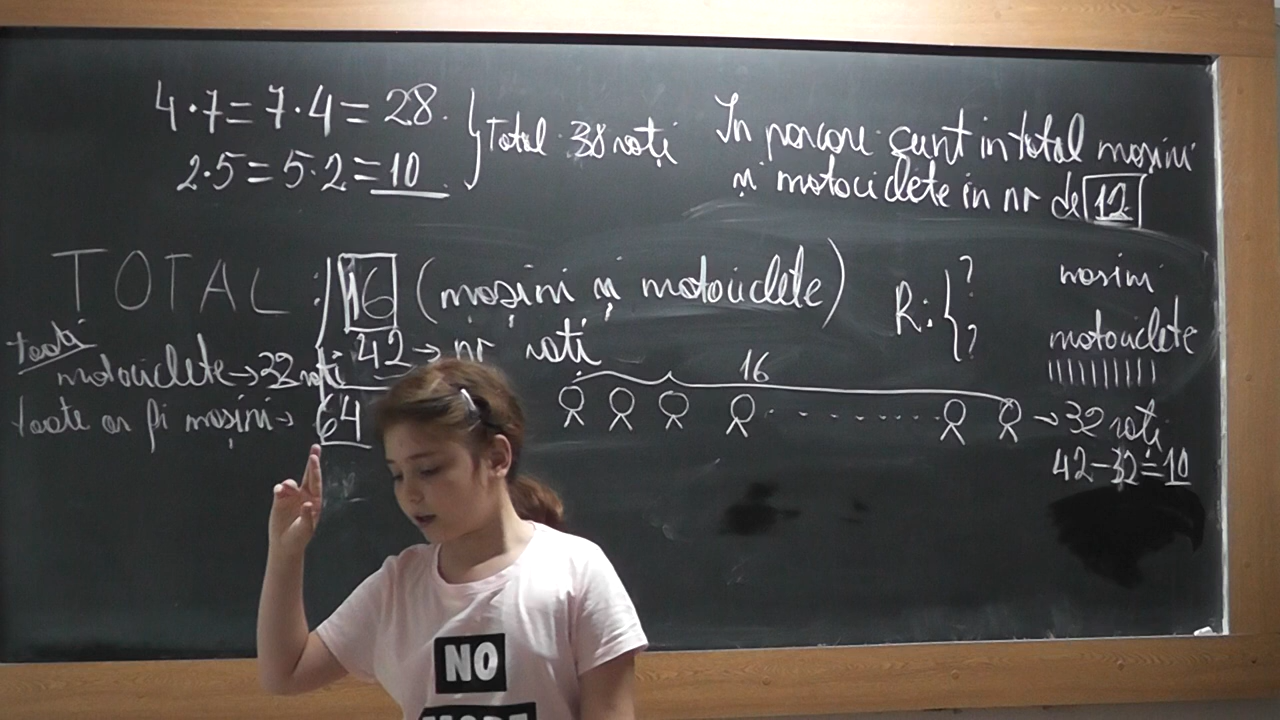 4·7=7·4=28.
2·5=5·2=10
Total 38 roți
In parcare sunt in total mașini
și motociclete in nr de 12
TOTAL: 16 (mașini și motociclete)
42→nr roți
toate
motociclete→32 roți
toate ar fi mașini→ 64
R:{? ?
mașini
motociclete
||||||||||
16
........
→32 roți
42-32=10
NO
MORE